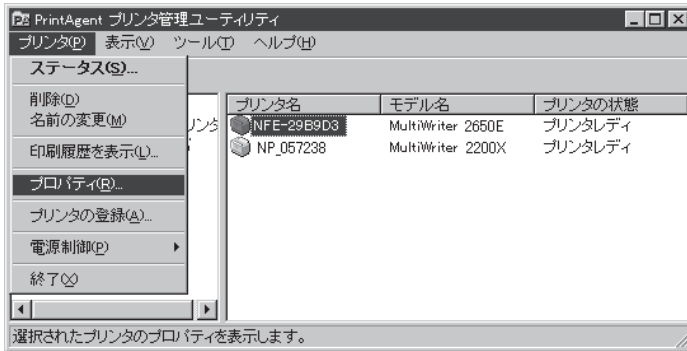 PrintAgent プリンタ管理ユーティリティ
プリンタ(P) 表示(V) ツール(T) ヘルプ(H)
ステータス(S)...
削除(D)
名前の変更(M)
印刷履歴を表示(L)...
プロパティ(R)...
プリンタの登録(A)...
電源制御(P)
終了(X)
リンタ
プリンタ名 モデル名 プリンタの状態
NFE-29B9D3 MultiWriter 2650E プリンタレディ
NP_057238 MultiWriter 2200X プリンタレディ
選択されたプリンタのプロパティを表示します。